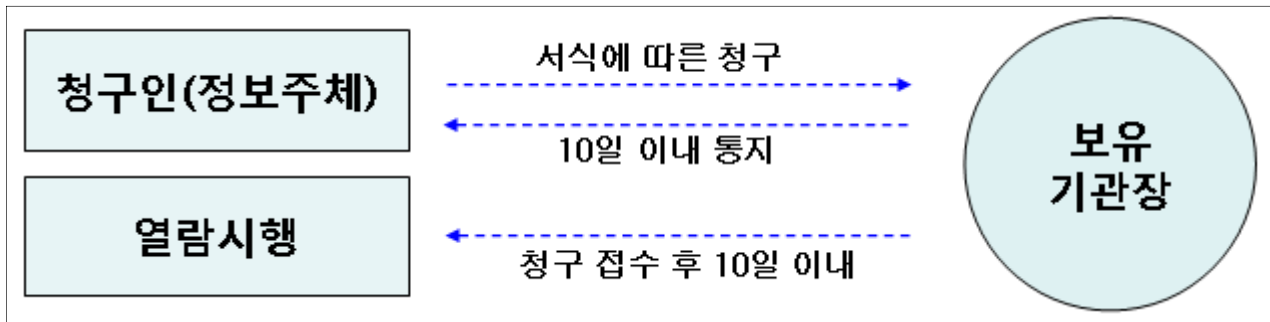 청구인(정보주체)
서식에 따른 청구
10일 이내 통지
보유
기관장
열람시행
청구 접수 후 10일 이내